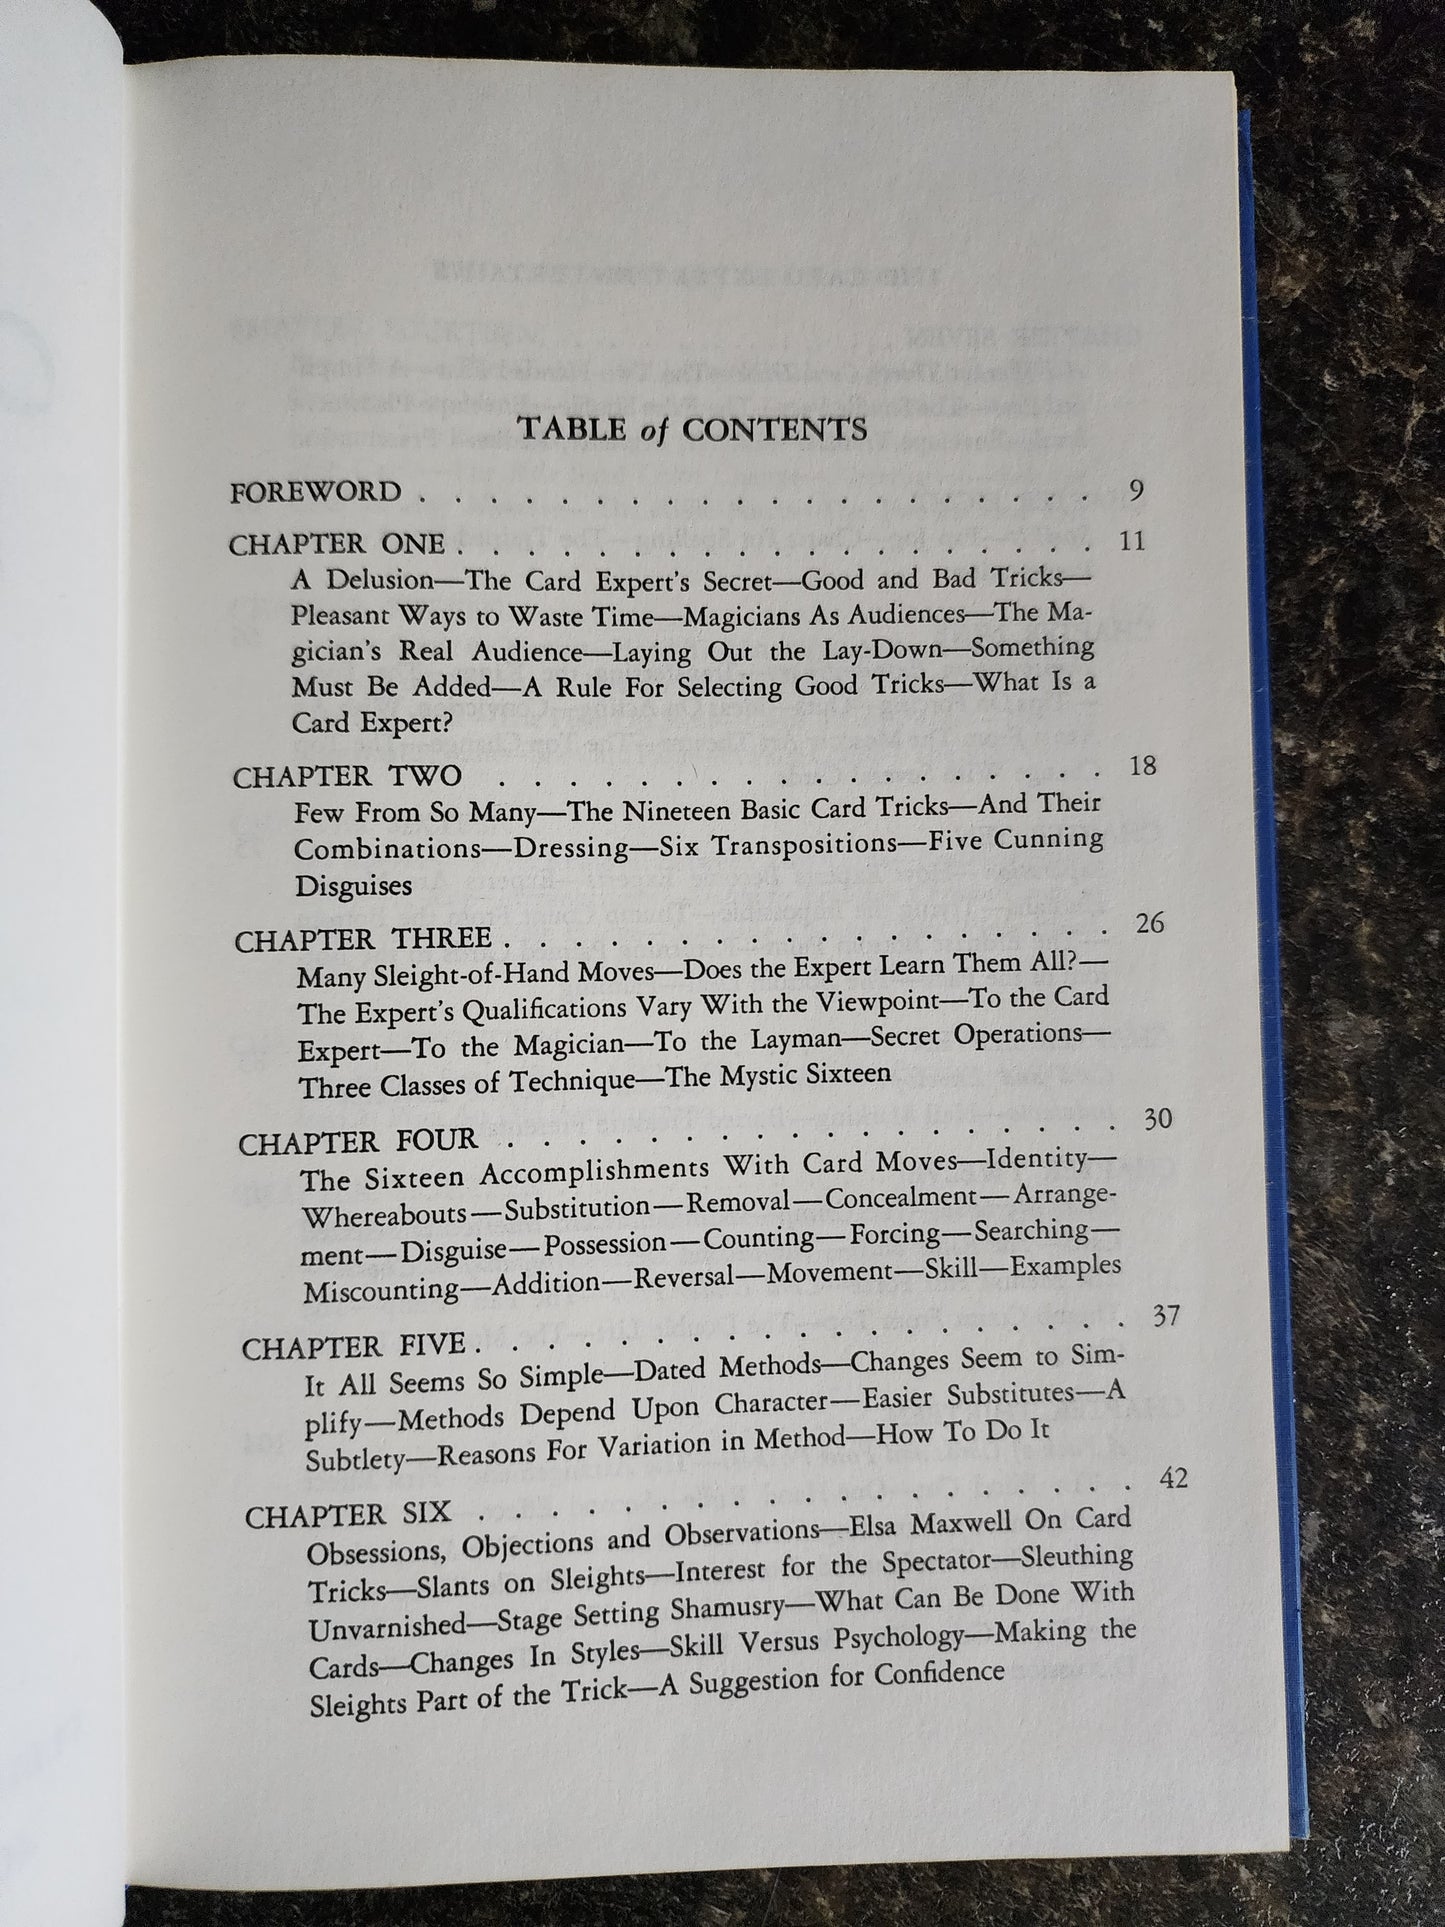 TABLE of CONTENTS
FOREWORD . . . . . . . . . . . . . . . . . . . . 9
CHAPTER ONE . . . . . . . . . . . . . . . . . . 11
A Delusion—The Card Expert's Secret—Good and Bad Tricks—
Pleasant Ways to Waste Time—Magicians As Audiences—The Ma-
gician's Real Audience—Laying Out the Lay-Down—Something
Must Be Added—A Rule For Selecting Good Tricks—What Is a
Card Expert?
CHAPTER TWO . . . . . . . . . . . . . . . . . . 18
Few From So Many—The Nineteen Basic Card Tricks—And Their
Combinations—Dressing—Six Transpositions—Five Cunning
Disguises
CHAPTER THREE . . . . . . . . . . . . . . . . . . 26
Many Sleight-of-Hand Moves—Does the Expert Learn Them All?—
The Expert's Qualifications Vary With the Viewpoint—To the Card
Expert—To the Magician—To the Layman—Secret Operations—
Three Classes of Technique—The Mystic Sixteen
CHAPTER FOUR . . . . . . . . . . . . . . . . . . 30
The Sixteen Accomplishments With Card Moves—Identity—
Whereabouts—Substitution—Removal—Concealment—Arrange-
ment—Disguise—Possession—Counting—Forcing—Searching—
Miscounting—Addition—Reversal—Movement—Skill—Examples
CHAPTER FIVE . . . . . . . . . . . . . . . . . . . 37
It All Seems So Simple—Dated Methods—Changes Seem to Sim-
plify—Methods Depend Upon Character—Easier Substitutes—A
Subtlety—Reasons For Variation in Method—How To Do It
CHAPTER SIX . . . . . . . . . . . . . . . . . . . 42
Obsessions, Objections and Observations—Elsa Maxwell On Card
Tricks—Slants on Sleights—Interest for the Spectator—Sleuthing
Unvarnished—Stage Setting Shamusry—What Can Be Done With
Cards—Changes In Styles—Skill Versus Psychology—Making the
Sleights Part of the Trick—A Suggestion for Confidence